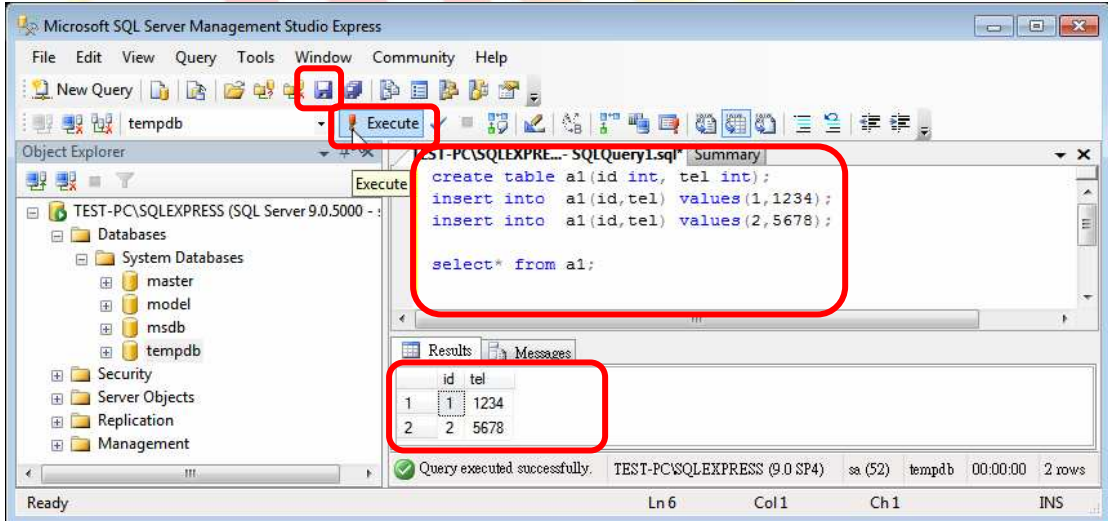 Microsoft SQL Server Management Studio Express
File Edit View Query Tools Window Community Help
New Query
tempdb Execute
Object Explorer
TEST-PC\SQLEXPRE...- SQLQuery1.sql* Summary
Execute
create table a1(id int, tel int);
insert into  a1(id,tel) values(1,1234);
insert into  a1(id,tel) values(2,5678);
select* from a1;
TEST-PC\SQLEXPRESS (SQL Server 9.0.5000 - s
Databases
System Databases
master
model
msdb
tempdb
Security
Server Objects
Replication
Management
Results Messages
id tel
1 1 1234
2 2 5678
Query executed successfully. TEST-PC\SQLEXPRESS (9.0 SP4) sa (52) tempdb 00:00:00 2 rows
Ready Ln 6 Col 1 Ch 1 INS